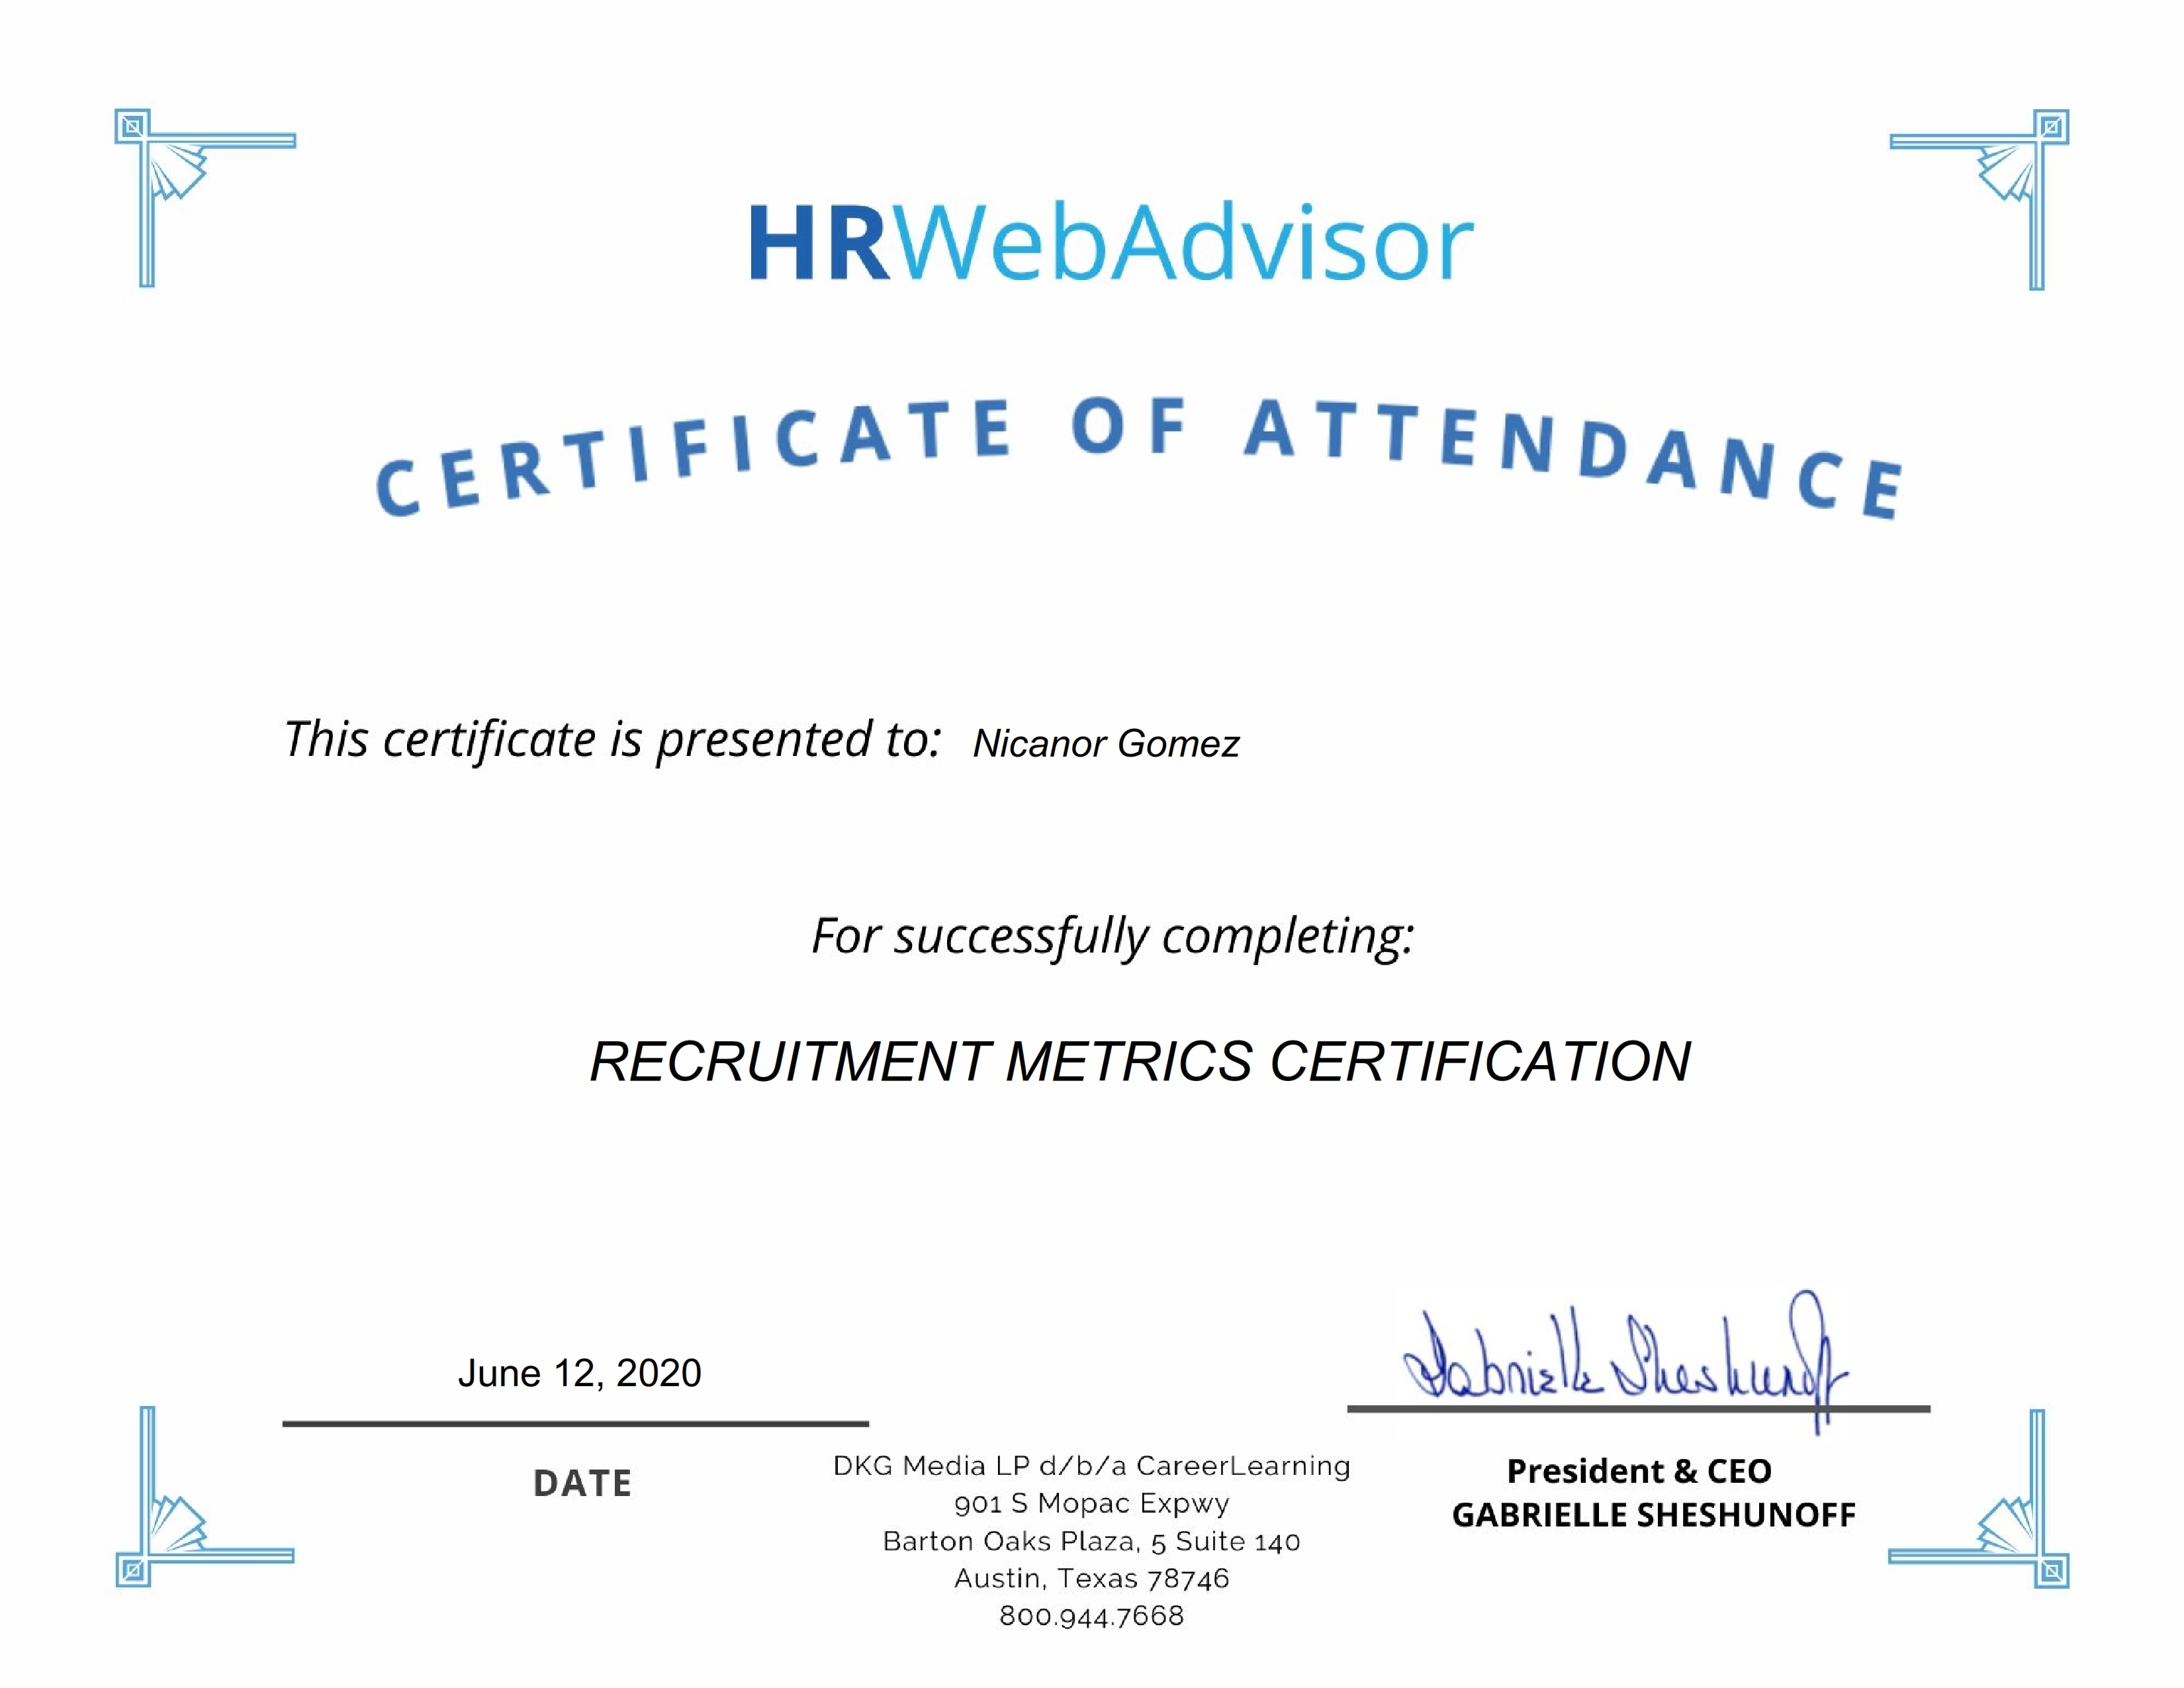 HRWebAdvisor
CERTIFICATE OF ATTENDANCE
This certificate is presented to: Nicanor Gomez
For successfully completing:
RECRUITMENT METRICS CERTIFICATION
June 12, 2020
Gabrielle Sheshunoff
DATE
DKG Media LP d/b/a CareerLearning
901 S Mopac Expwy
Barton Oaks Plaza, 5 Suite 140
Austin, Texas 78746
800.944.7668
President & CEO
GABRIELLE SHESHUNOFF